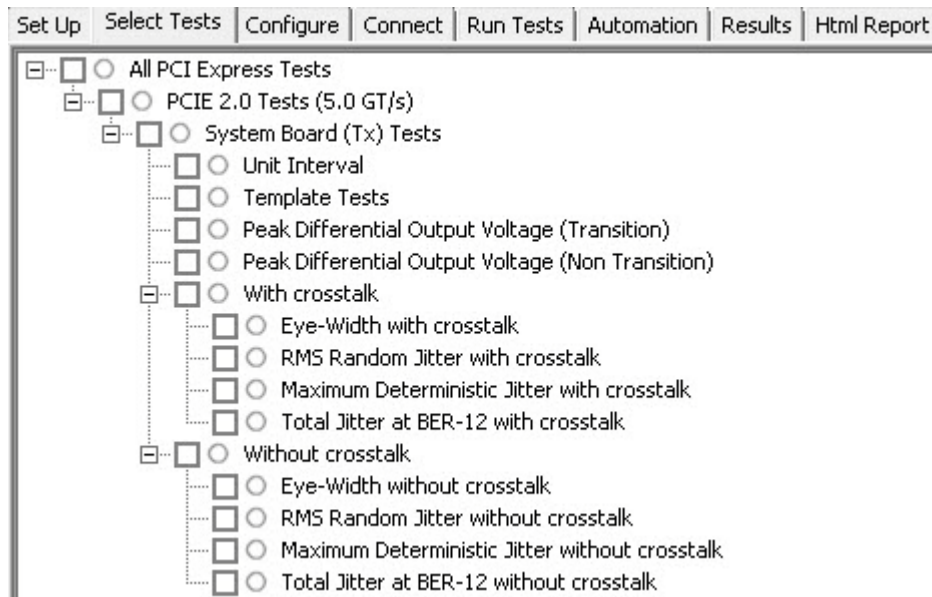 Set Up Select Tests Configure Connect Run Tests Automation Results Html Report
All PCI Express Tests
PCIE 2.0 Tests (5.0 GT/s)
System Board (Tx) Tests
Unit Interval
Template Tests
Peak Differential Output Voltage (Transition)
Peak Differential Output Voltage (Non Transition)
With crosstalk
Eye-Width with crosstalk
RMS Random Jitter with crosstalk
Maximum Deterministic Jitter with crosstalk
Total Jitter at BER-12 with crosstalk
Without crosstalk
Eye-Width without crosstalk
RMS Random Jitter without crosstalk
Maximum Deterministic Jitter without crosstalk
Total Jitter at BER-12 without crosstalk